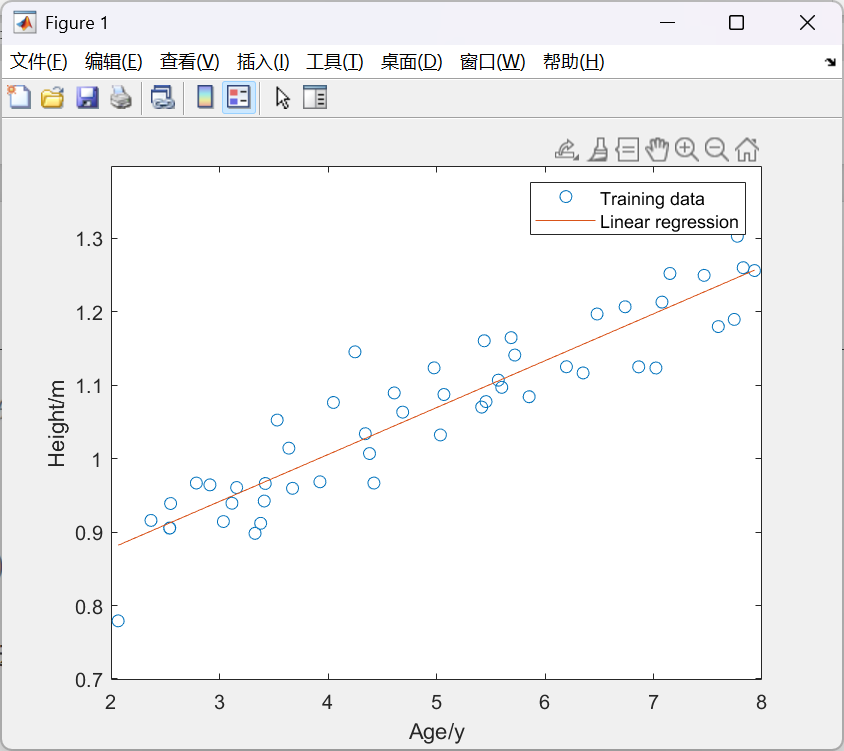 Figure 1
文件(F) 编辑(E) 查看(V) 插入(I) 工具(T) 桌面(D) 窗口(W) 帮助(H)
Training data
Linear regression
1.3
1.2
1.1
1
0.9
0.8
0.7
Height/m
2 3 4 5 6 7 8
Age/y